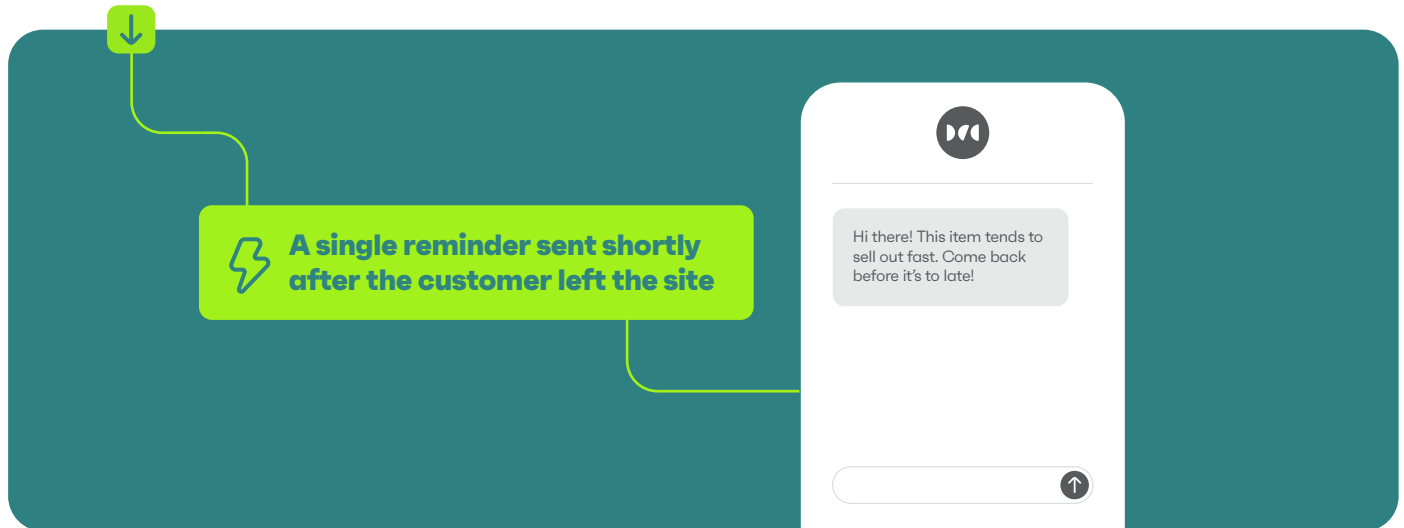 A single reminder sent shortly
after the customer left the site
Hi there! This item tends to
sell out fast. Come back
before it’s to late!